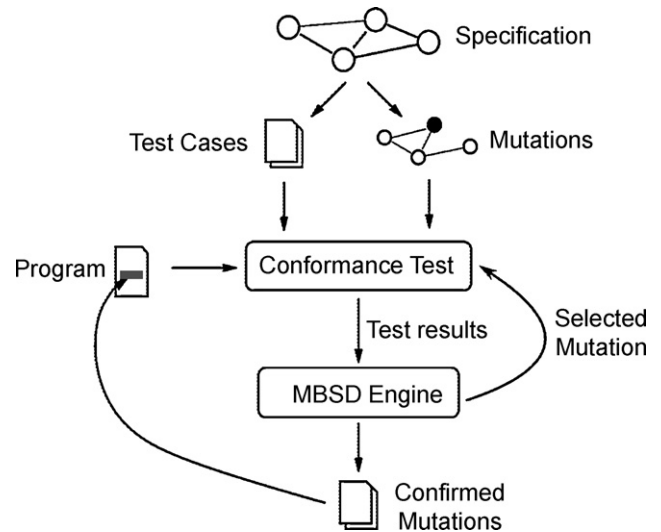 Specification
Test Cases
Mutations
Program
Conformance Test
Test results
Selected
Mutation
MBSD Engine
Confirmed
Mutations